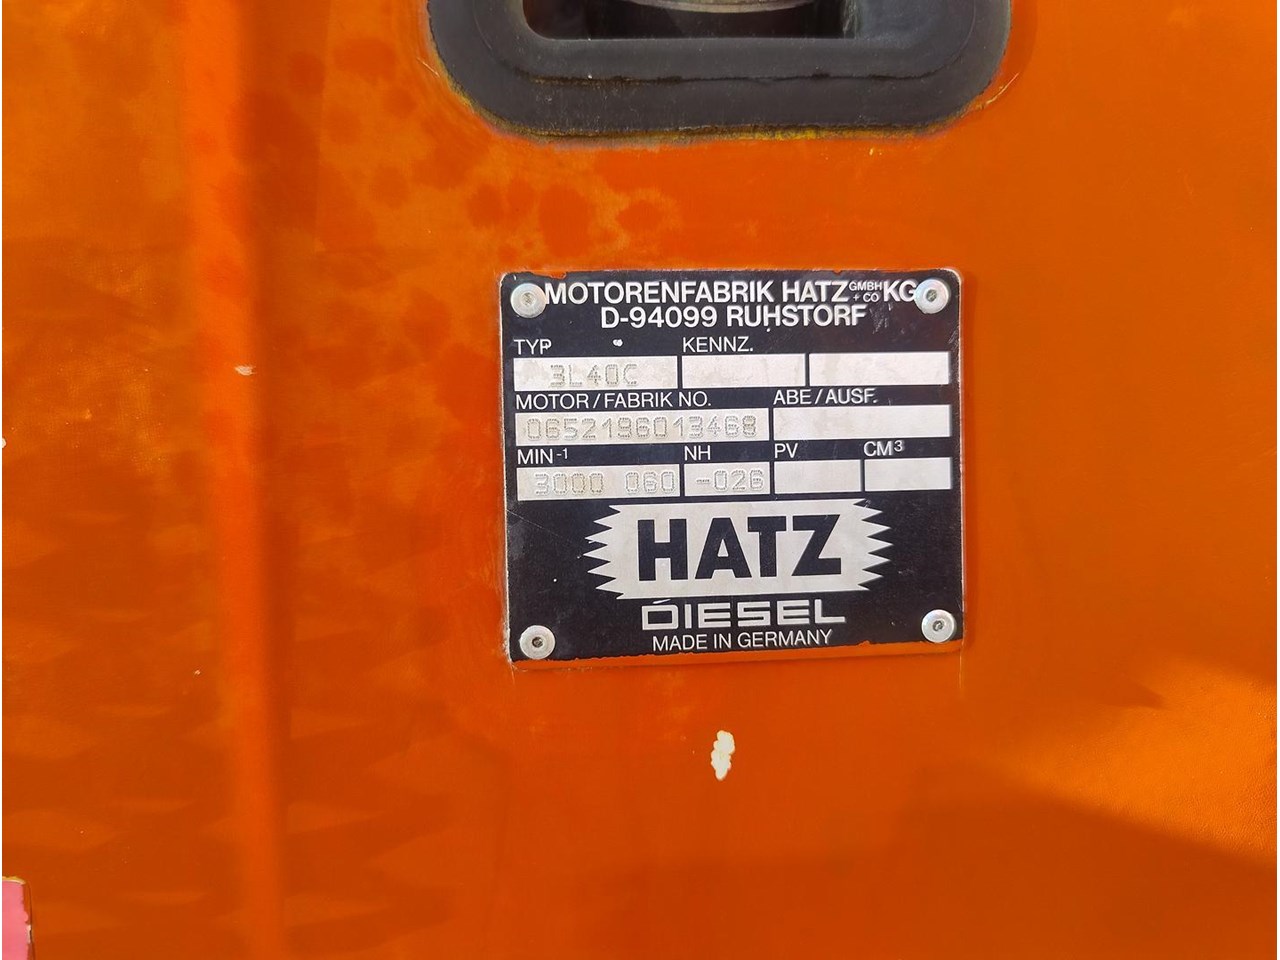 MOTORENFABRIK HATZ GMBH + CO KG
D-94099 RUHSTORF
TYP KENNZ.
3L40C
MOTOR / FABRIK NO. ABE / AUSF.
0652196013468
MIN-1 NH PV CM3
3000 060 -026
HATZ
DIESEL
MADE IN GERMANY